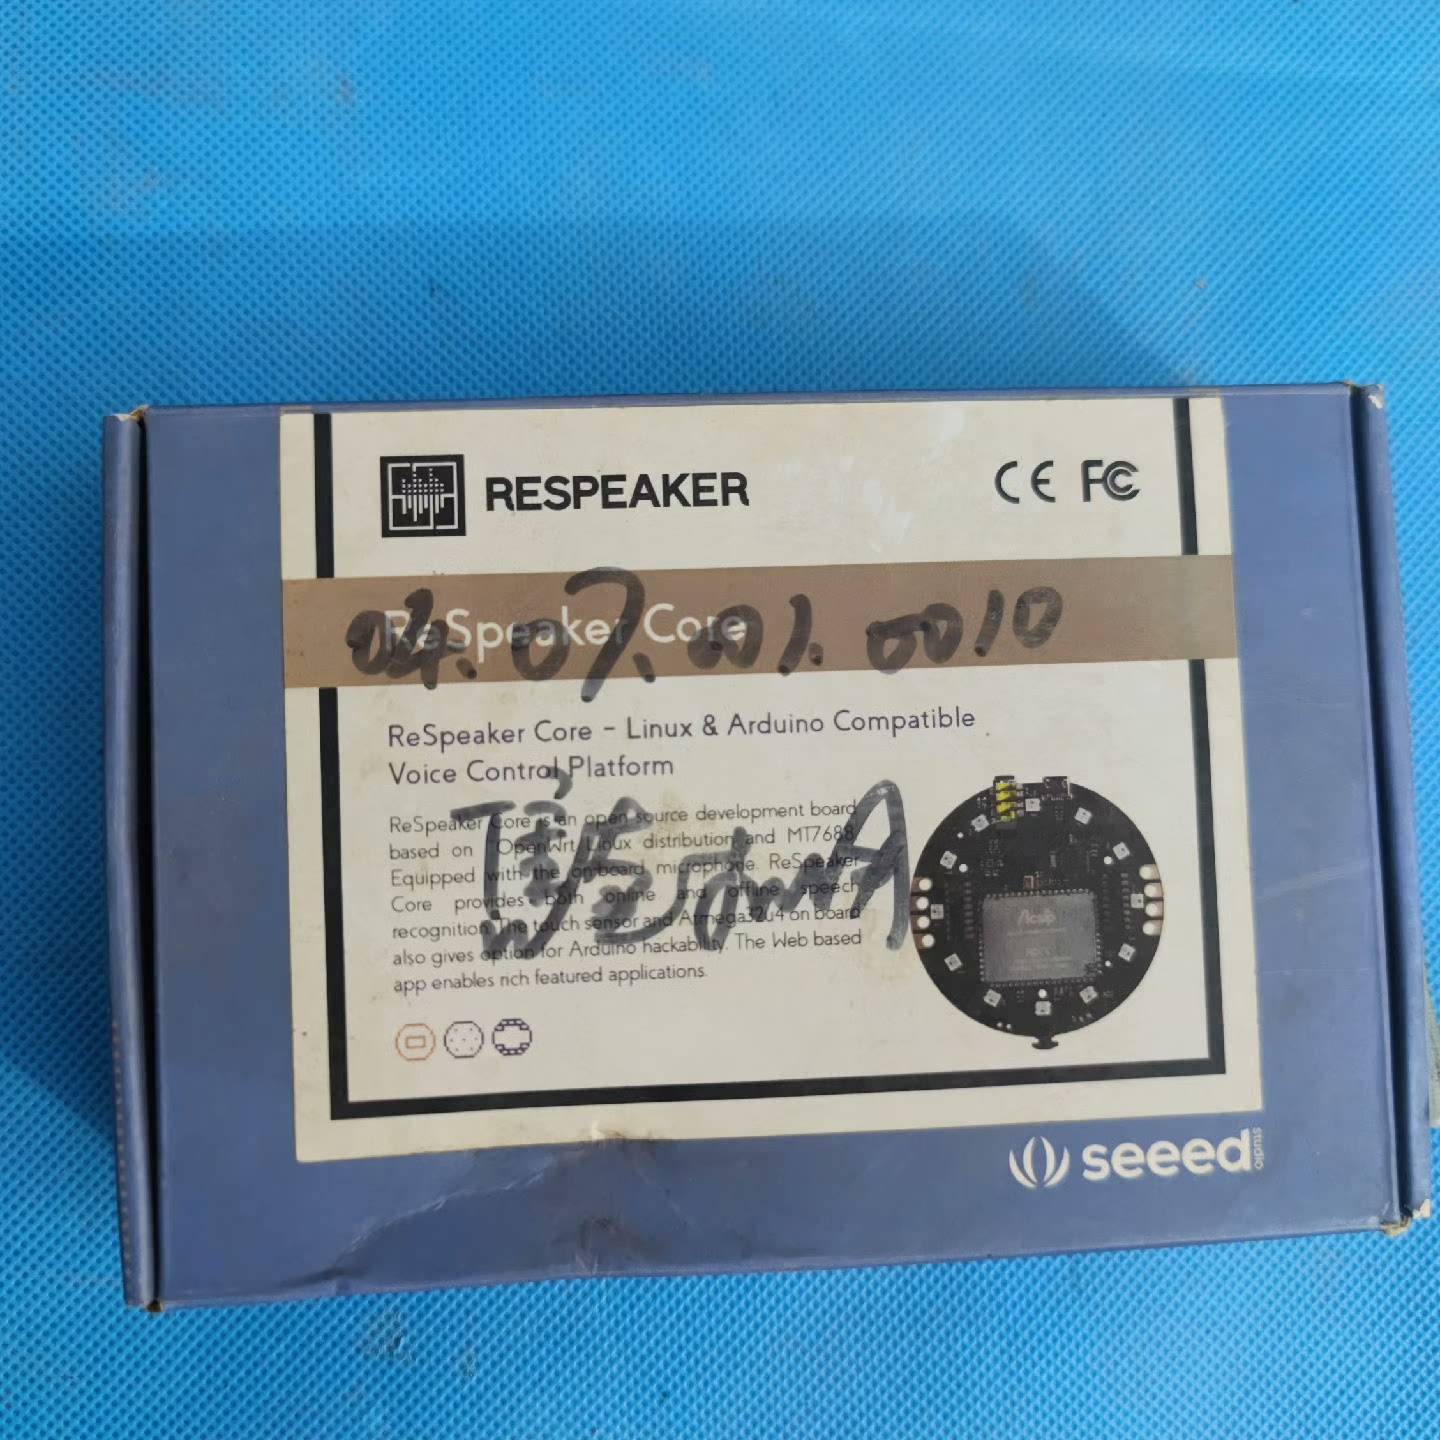 RESPEAKER
CE FC
ReSpeaker Core
04.07.001.0010
ReSpeaker Core – Linux & Arduino Compatible
Voice Control Platform
ReSpeaker Core is an open source development board
based on OpenWrt Linux distribution and MT7688.
Equipped with the on-board microphone. ReSpeaker
Core provides both online and offline speech
recognition. The touch sensor and Atmega32u4 on board
also gives option for Arduino hackability. The Web based
app enables rich featured applications.
seeed
studio